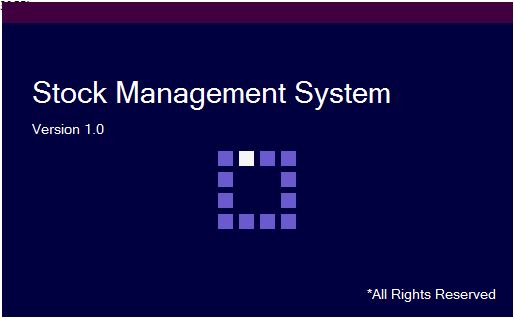 Stock Management System
Version 1.0
*All Rights Reserved